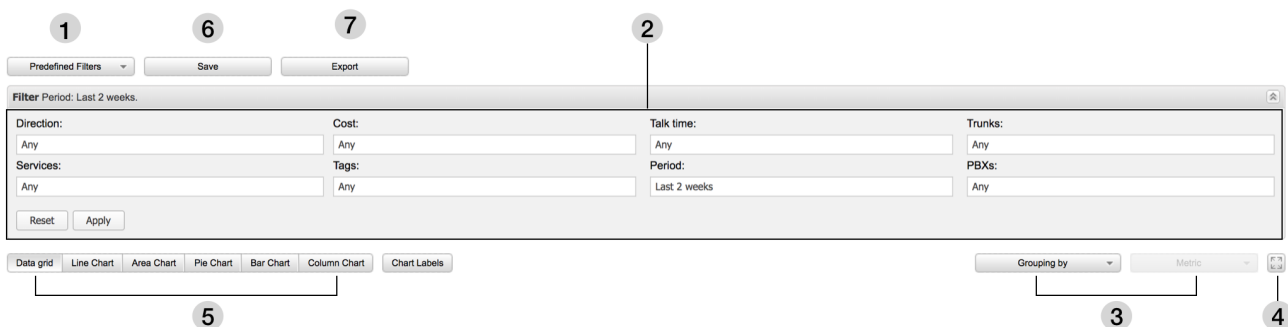 1 6 7 2
Predefined Filters Save Export
Filter Period: Last 2 weeks.
Direction: Cost: Talk time: Trunks:
Any Any Any Any
Services: Tags: Period: PBXs:
Any Any Last 2 weeks Any
Reset Apply
Data grid Line Chart Area Chart Pie Chart Bar Chart Column Chart Chart Labels Grouping by Metric
5 3 4